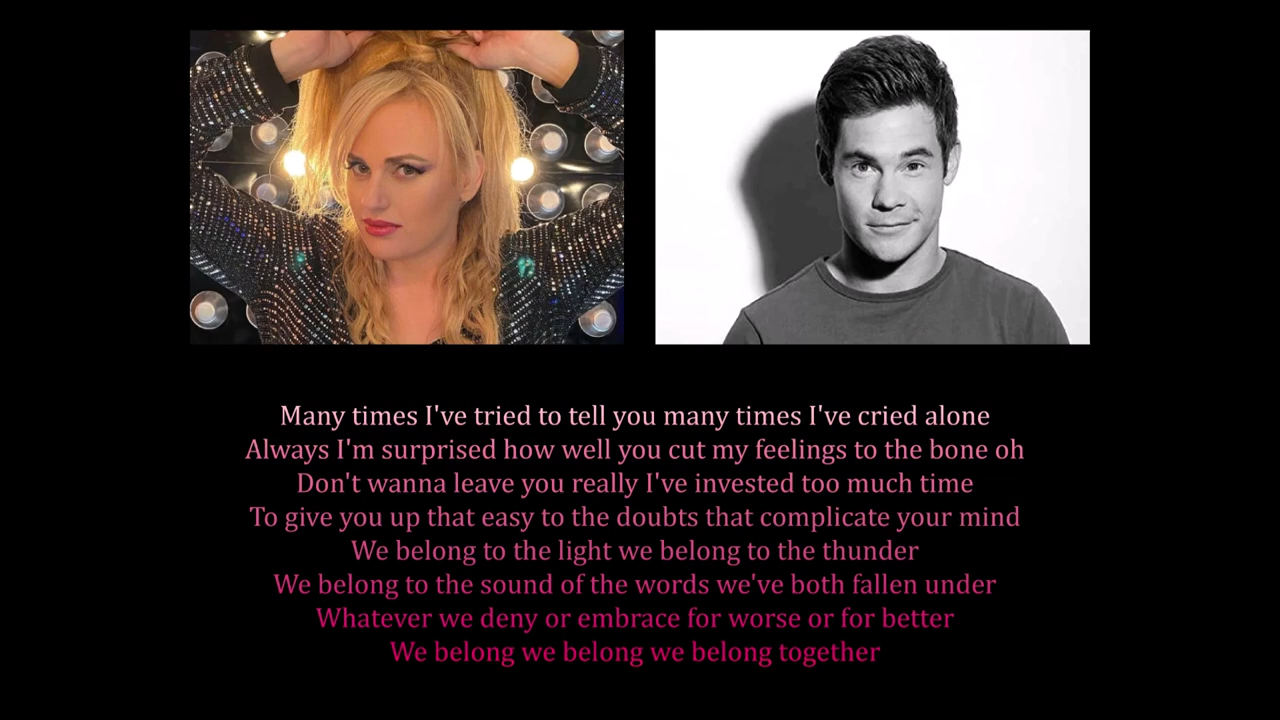 Many times I've tried to tell you many times I've cried alone
Always I'm surprised how well you cut my feelings to the bone oh
Don't wanna leave you really I've invested too much time
To give you up that easy to the doubts that complicate your mind
We belong to the light we belong to the thunder
We belong to the sound of the words we've both fallen under
Whatever we deny or embrace for worse or for better
We belong we belong we belong together